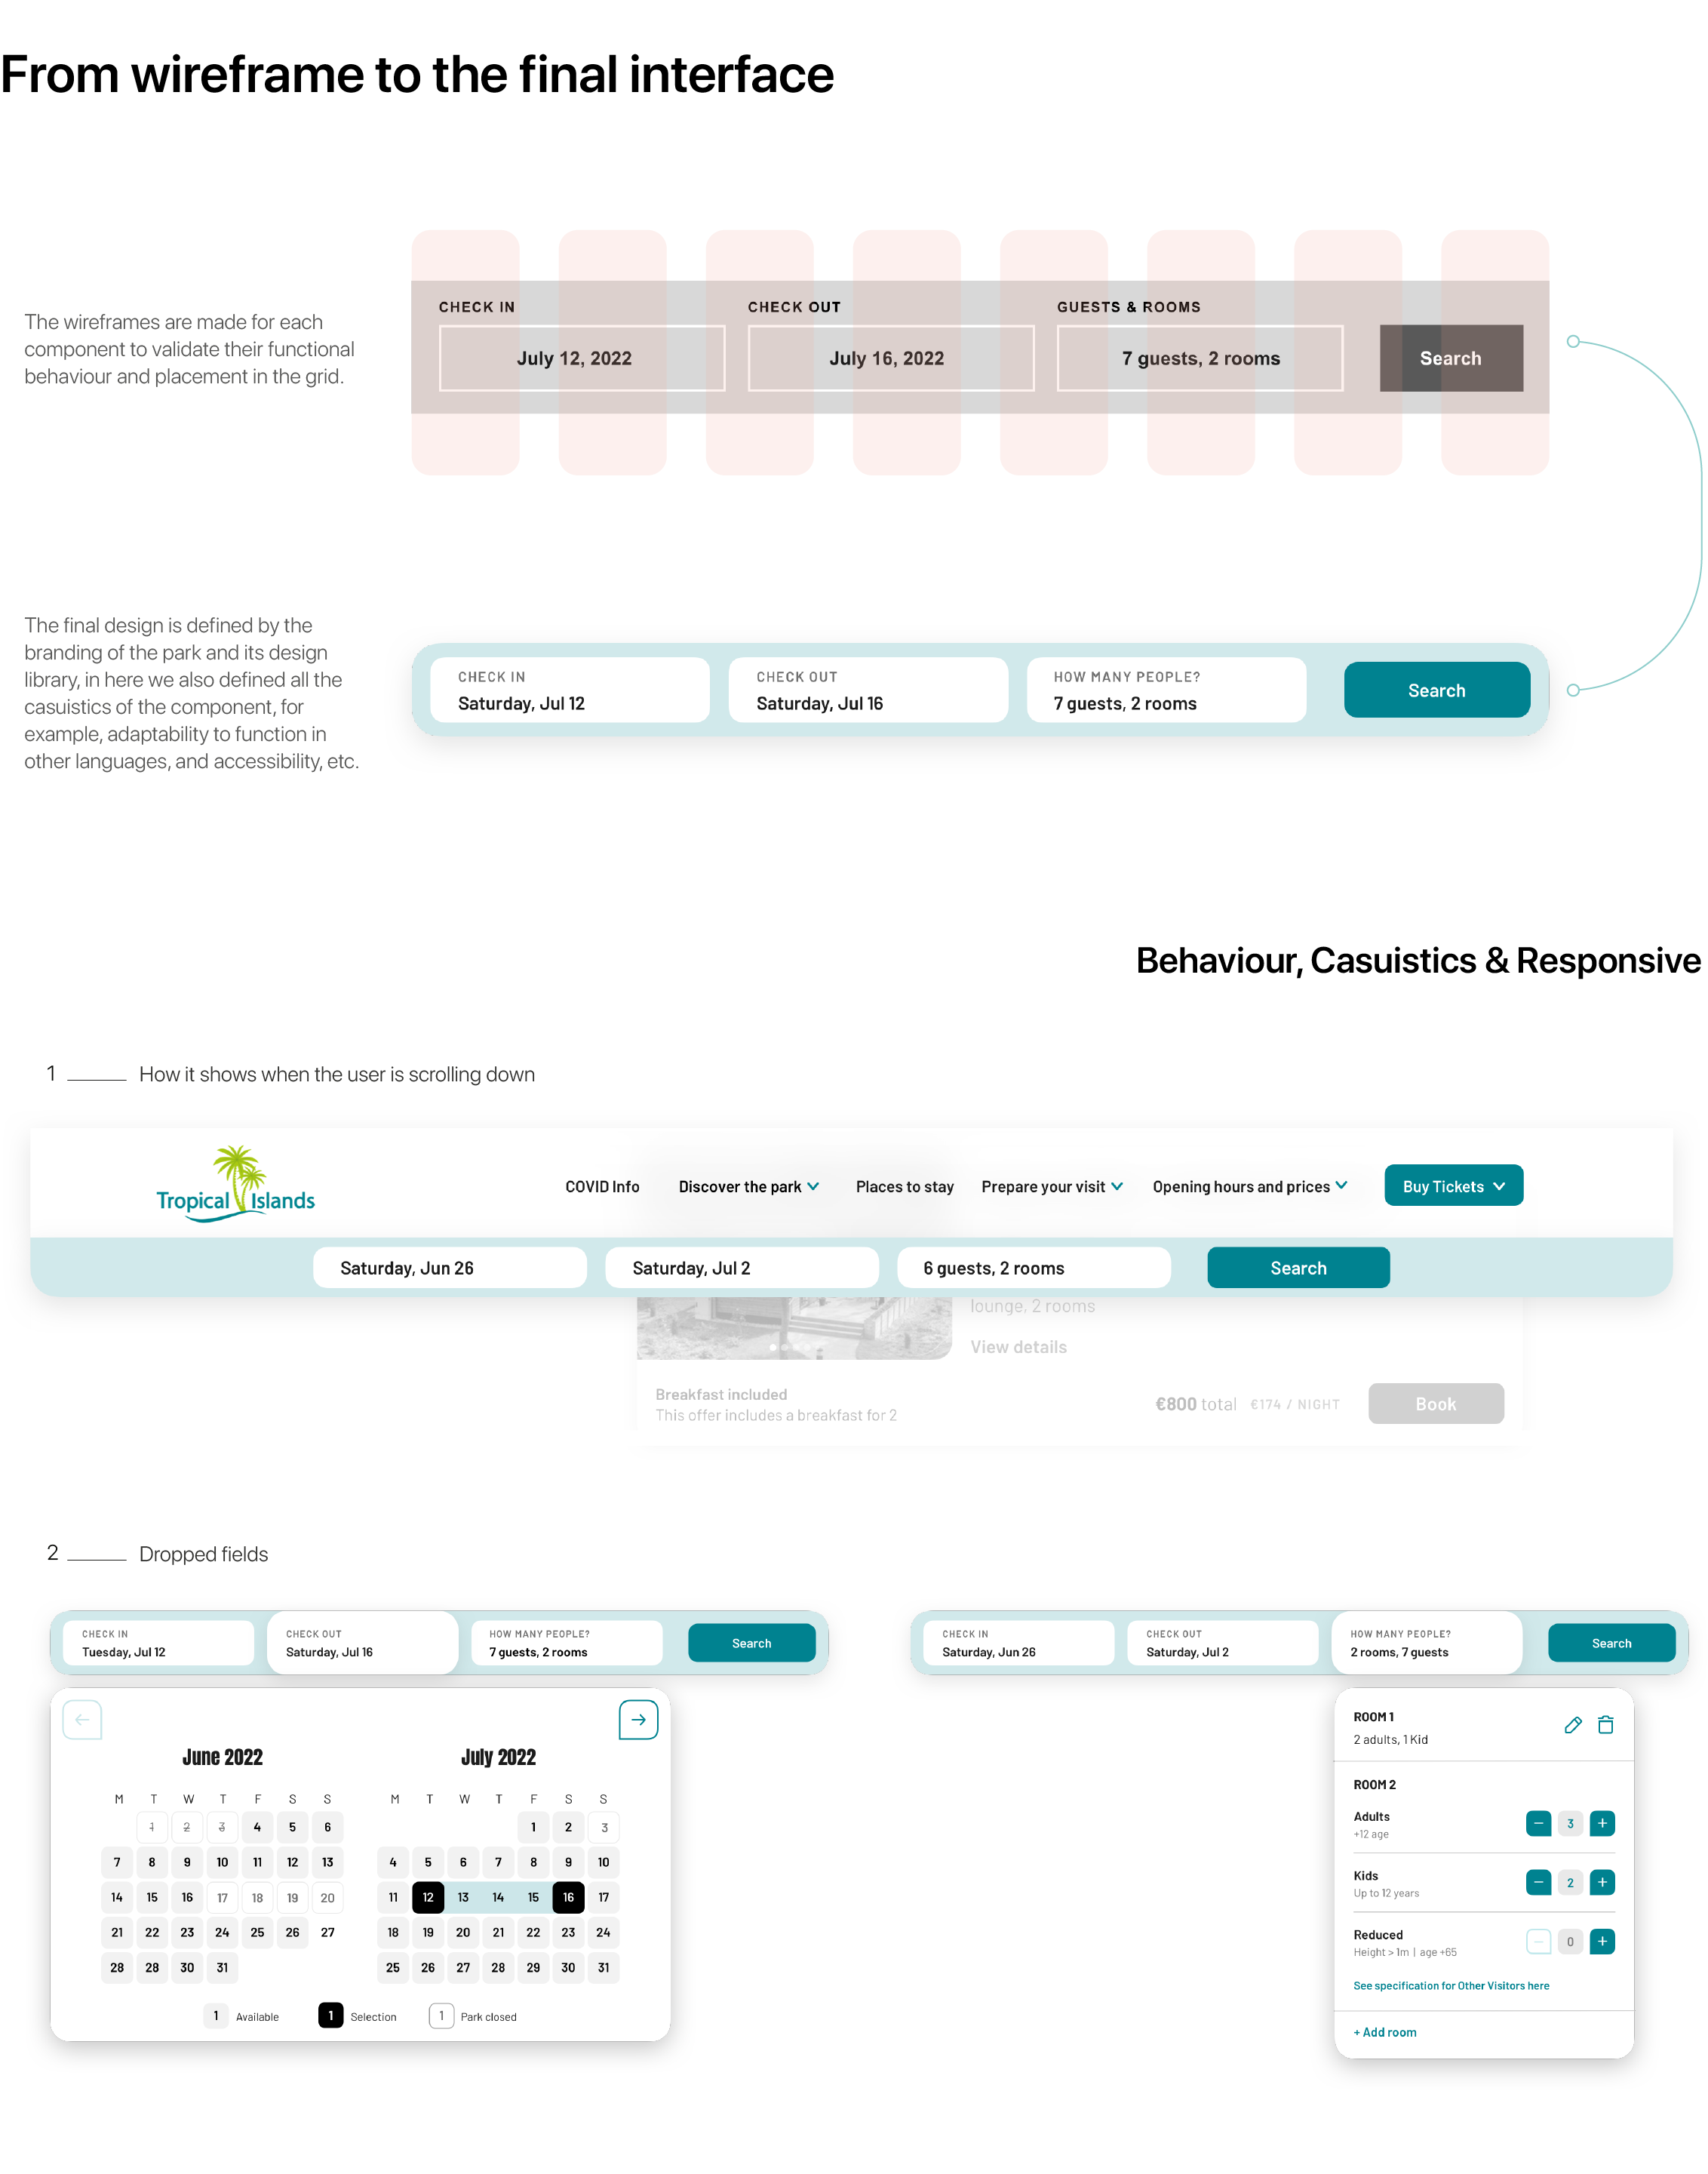 From wireframe to the final interface
The wireframes are made for each
component to validate their functional
behaviour and placement in the grid.
CHECK IN
CHECK OUT
GUESTS & ROOMS
July 12, 2022
July 16, 2022
7 guests, 2 rooms
Search
The final design is defined by the
branding of the park and its design
library, in here we also defined all the
casuistics of the component, for
example, adaptability to function in
other languages, and accessibility, etc.
CHECK IN
Saturday, Jul 12
CHECK OUT
Saturday, Jul 16
HOW MANY PEOPLE?
7 guests, 2 rooms
Search
Behaviour, Casuistics & Responsive
1 How it shows when the user is scrolling down
Tropical Islands
COVID Info
Discover the park
Places to stay
Prepare your visit
Opening hours and prices
Buy Tickets
Saturday, Jun 26
Saturday, Jul 2
6 guests, 2 rooms
Search
lounge, 2 rooms
View details
Breakfast included
This offer includes a breakfast for 2
€800 total €174 / NIGHT
Book
2 Dropped fields
CHECK IN
Tuesday, Jul 12
CHECK OUT
Saturday, Jul 16
HOW MANY PEOPLE?
7 guests, 2 rooms
Search
June 2022
M T W T F S S
1 2 3 4 5 6
7 8 9 10 11 12 13
14 15 16 17 18 19 20
21 22 23 24 25 26 27
28 28 30 31
July 2022
M T W T F S S
1 2 3
4 5 6 7 8 9 10
11 12 13 14 15 16 17
18 19 20 21 22 23 24
25 26 27 28 29 30 31
1 Available
1 Selection
1 Park closed
CHECK IN
Saturday, Jun 26
CHECK OUT
Saturday, Jul 2
HOW MANY PEOPLE?
2 rooms, 7 guests
Search
ROOM 1
2 adults, 1 Kid
ROOM 2
Adults
+12 age
− 3 +
Kids
Up to 12 years
− 2 +
Reduced
Height > 1m | age +65
− 0 +
See specification for Other Visitors here
+ Add room